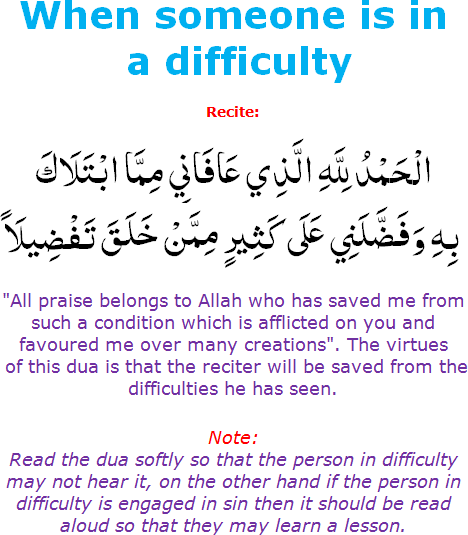 When someone is in
a difficulty
Recite:
الْحَمْدُ لِلَّهِ الَّذِي عَافَانِي مِمَّا ابْتَلَاكَ
بِهِ وَفَضَّلَنِي عَلَى كَثِيرٍ مِمَّنْ خَلَقَ تَفْضِيلَاً
"All praise belongs to Allah who has saved me from
such a condition which is afflicted on you and
favoured me over many creations". The virtues
of this dua is that the reciter will be saved from the
difficulties he has seen.
Note:
Read the dua softly so that the person in difficulty
may not hear it, on the other hand if the person in
difficulty is engaged in sin then it should be read
aloud so that they may learn a lesson.